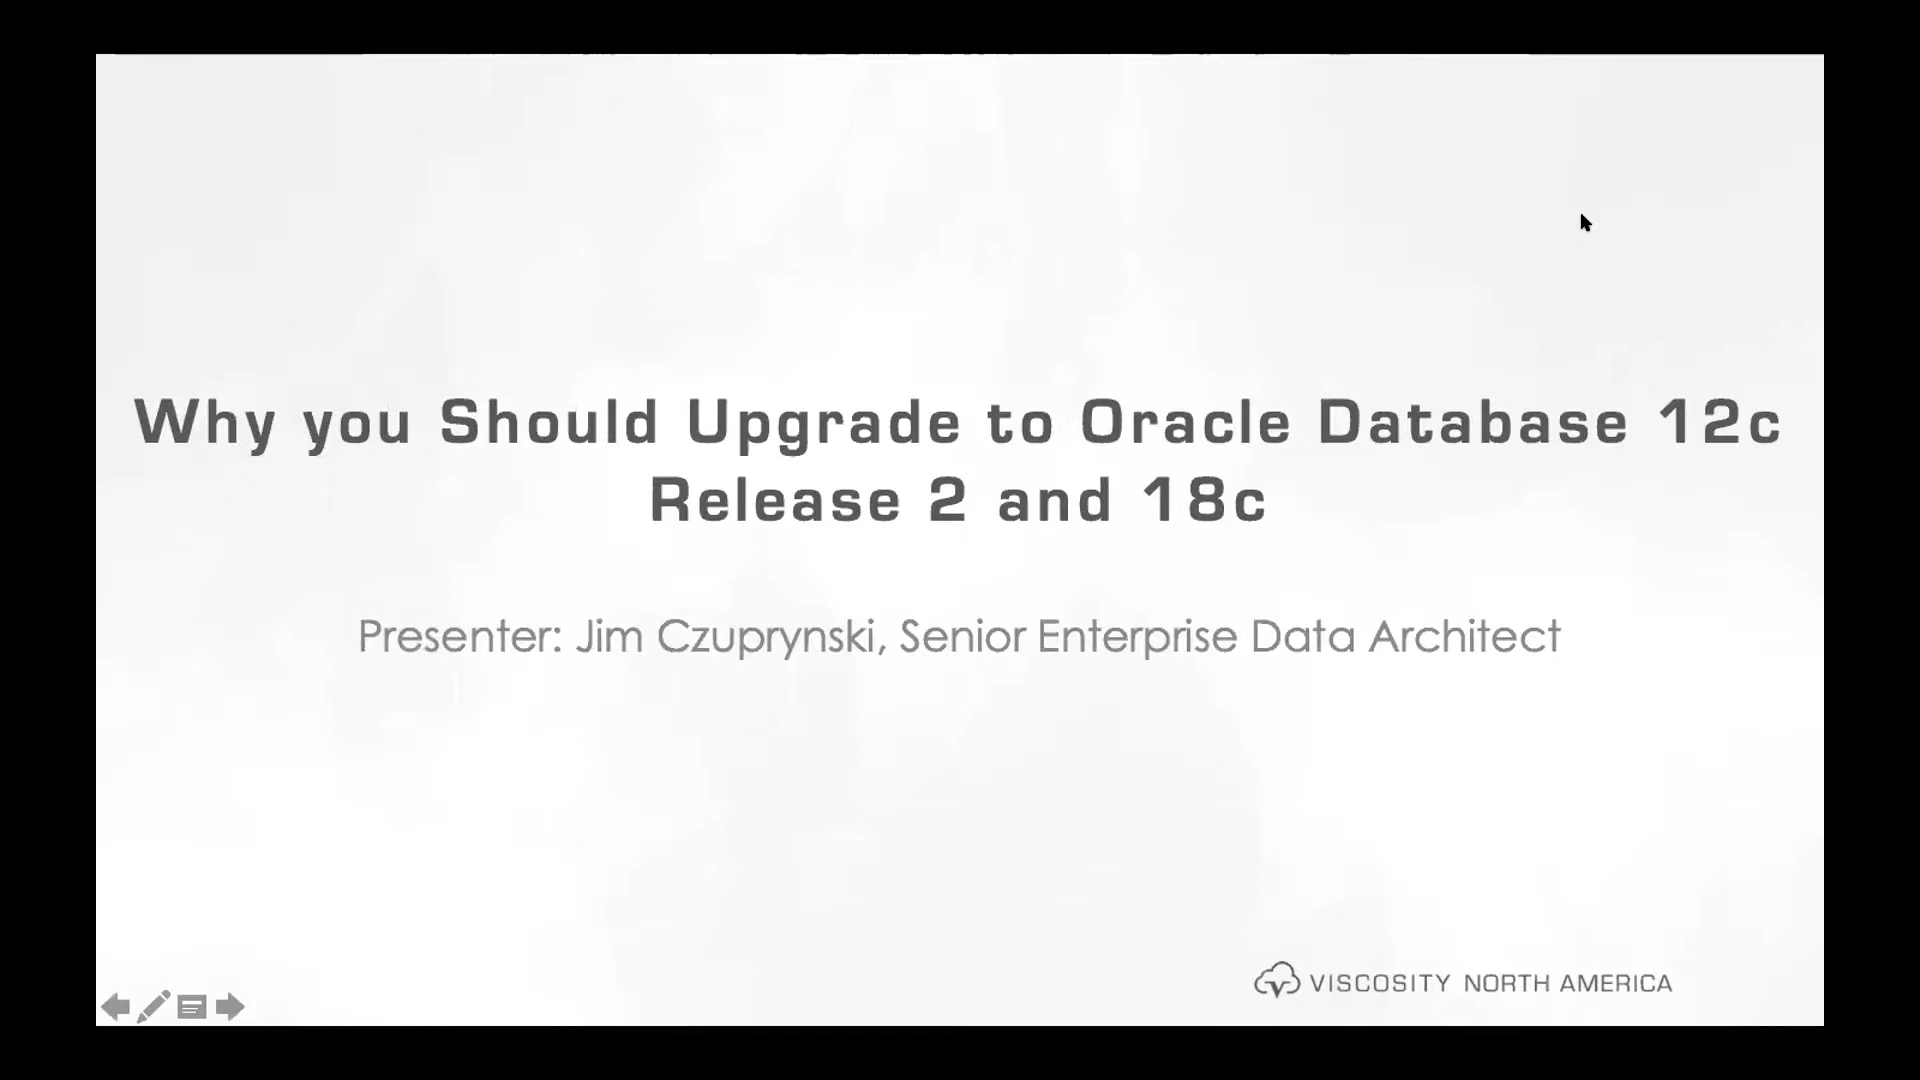 Why you Should Upgrade to Oracle Database 12c
Release 2 and 18c
Presenter: Jim Czuprynski, Senior Enterprise Data Architect
VISCOSITY NORTH AMERICA